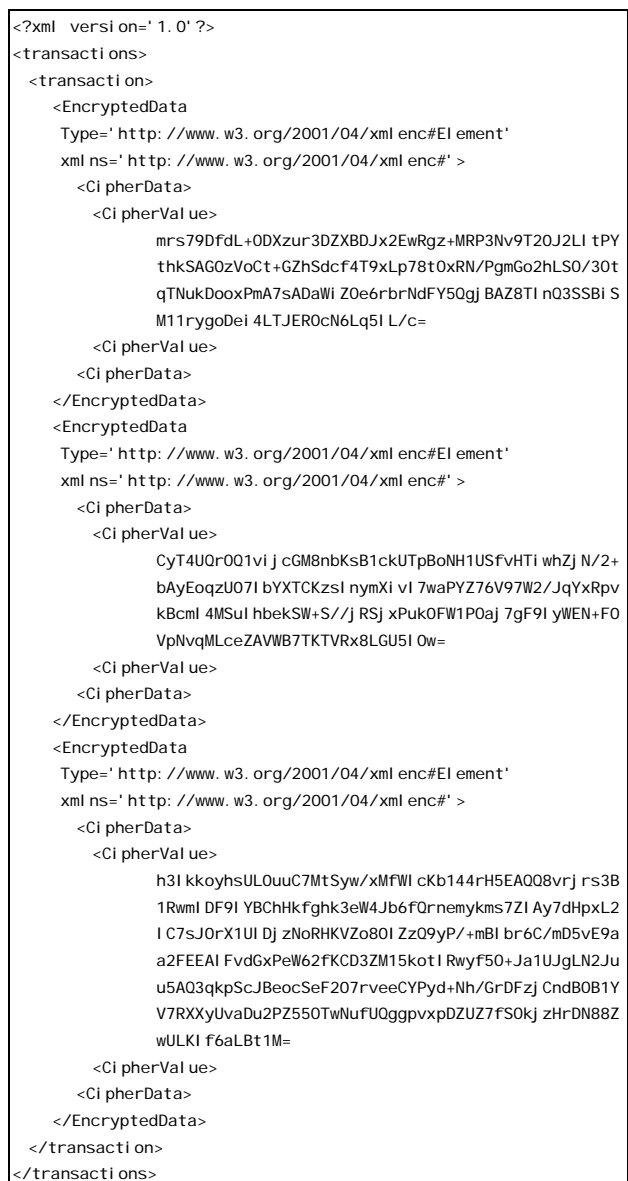 <?xml version='1.0'?>
<transactions>
<transaction>
<EncryptedData
Type='http://www.w3.org/2001/04/xmlenc#Element'
xmlns='http://www.w3.org/2001/04/xmlenc#'>
<CipherData>
<CipherValue>
mrs79DfdL+ODXzur3DZXBDJx2EwRgz+MRP3Nv9T2OJ2LItPY
thkSAGOzVoCt+GZhSdcf4T9xLp78tOxRN/PgmGo2hLSO/3Ot
qTNukDooxPmA7sADaWiZOe6rbrNdFY5QgjBAZ8TInQ3SSBiS
M11rygoDei4LTJEROcN6Lq5IL/c=
<CipherValue>
<CipherData>
</EncryptedData>
<EncryptedData
Type='http://www.w3.org/2001/04/xmlenc#Element'
xmlns='http://www.w3.org/2001/04/xmlenc#'>
<CipherData>
<CipherValue>
CyT4UQrOQ1vijcGM8nbKsB1ckUTpBoNH1USfvHTiwhZjN/2+
bAyEoqzUO7IbYXTCKzsInymXivI7waPYZ76V97W2/JqYxRpv
kBcmI4MSuIhbekSW+S//jRSjxPukOFW1POaj7gF9IyWEN+FO
VpNvqMLceZAVWB7TKTVRx8LGU5IOw=
<CipherValue>
<CipherData>
</EncryptedData>
<EncryptedData
Type='http://www.w3.org/2001/04/xmlenc#Element'
xmlns='http://www.w3.org/2001/04/xmlenc#'>
<CipherData>
<CipherValue>
h3IkkoyhsULOuuC7MtSyw/xMfWIcKb144rH5EAQQ8vrjrs3B
1RwmIDF9IYBChHkfghk3eW4Jb6fQrnemykms7ZIAy7dHpxL2
IC7sJOrX1UIDjzNoRHKVZo8OIZzQ9yP/+mBIbr6C/mD5vE9a
a2FEEAIFvdGxPeW62fKCD3ZM15kotIRwyf5O+Ja1UJgLN2Ju
u5AQ3qkpScJBeocSeF2O7rveeCYPyd+Nh/GrDFzjCndBOB1Y
V7RXXyUvaDu2PZ55OTwNufUQggpvxpDZUZ7fSOkjzHrDN88Z
wULKIf6aLBt1M=
<CipherValue>
<CipherData>
</EncryptedData>
</transaction>
</transactions>